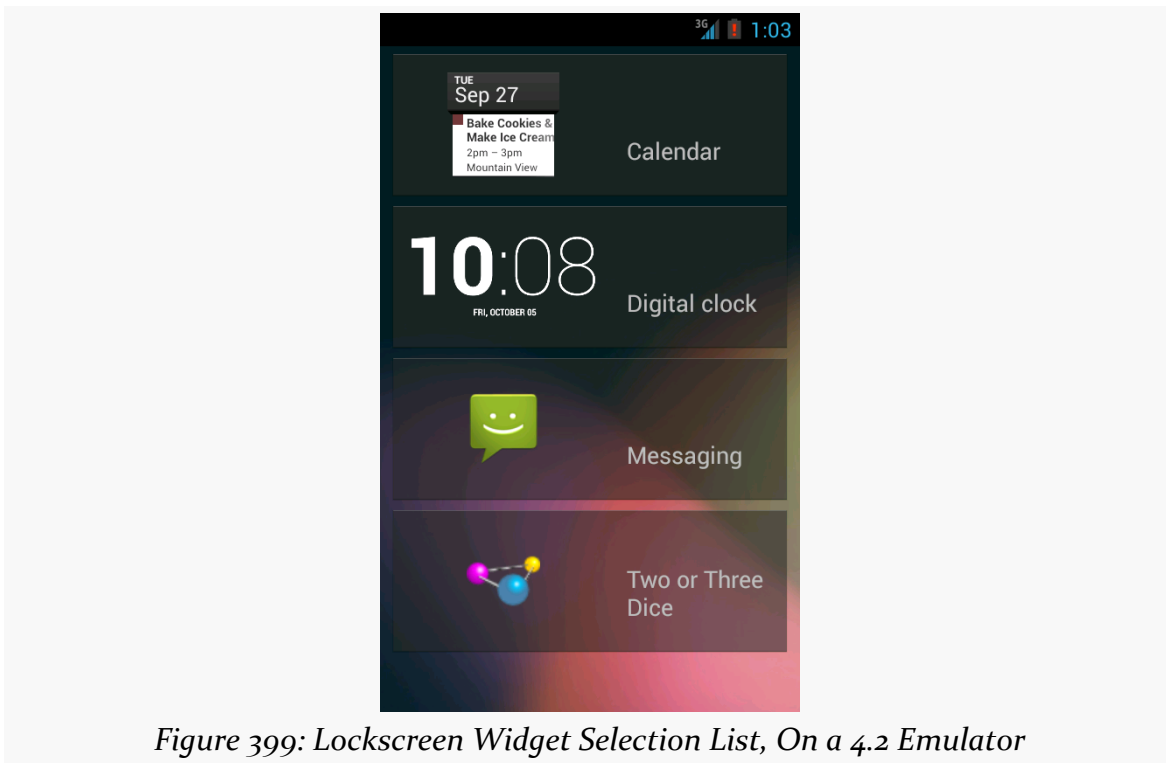 3G 1:03
TUE
Sep 27
Bake Cookies &
Make Ice Cream
2pm – 3pm
Mountain View
Calendar
10:08
FRI, OCTOBER 05
Digital clock
Messaging
Two or Three
Dice
Figure 399: Lockscreen Widget Selection List, On a 4.2 Emulator